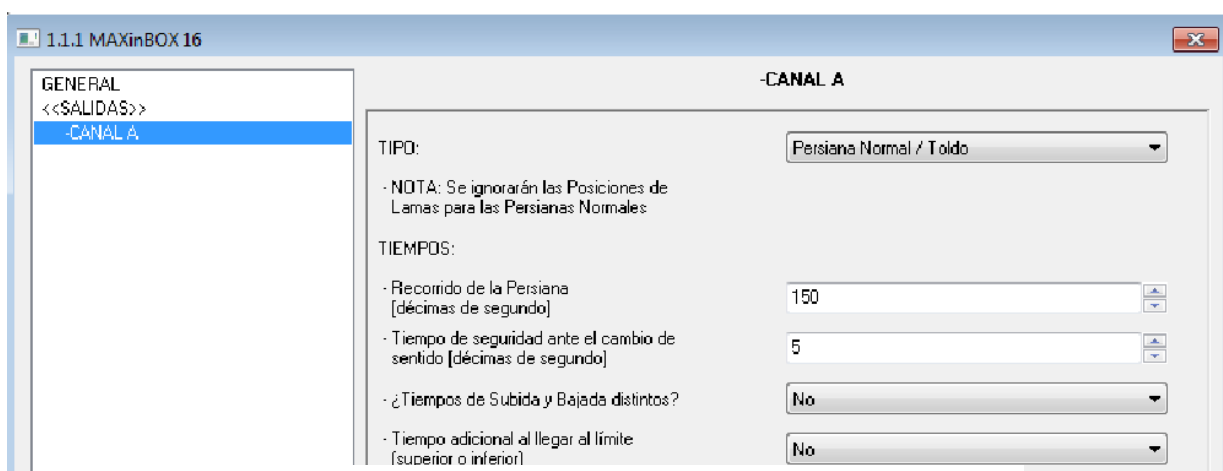 1.1.1 MAXinBOX 16
GENERAL
<<SALIDAS>>
-CANAL A
-CANAL A
TIPO:
Persiana Normal / Toldo
- NOTA: Se ignorarán las Posiciones de
Lamas para las Persianas Normales
TIEMPOS:
- Recorrido de la Persiana
[décimas de segundo]
150
- Tiempo de seguridad ante el cambio de
sentido [décimas de segundo]
5
- ¿Tiempos de Subida y Bajada distintos?
No
- Tiempo adicional al llegar al límite
(superior o inferior)
No